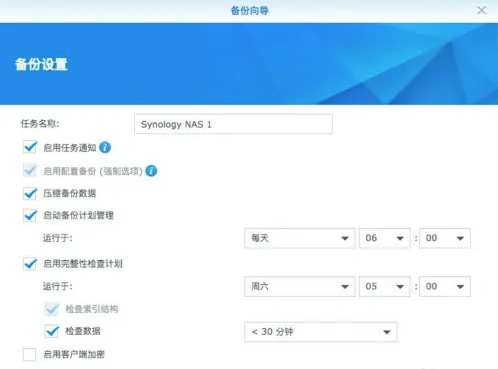 备份向导
备份设置
任务名称: Synology NAS 1
启用任务通知
启用配置备份 (强制选项)
压缩备份数据
启动备份计划管理
运行于: 每天 06 : 00
启用完整性检查计划
运行于: 周六 05 : 00
检查索引结构
检查数据 < 30 分钟
启用客户端加密